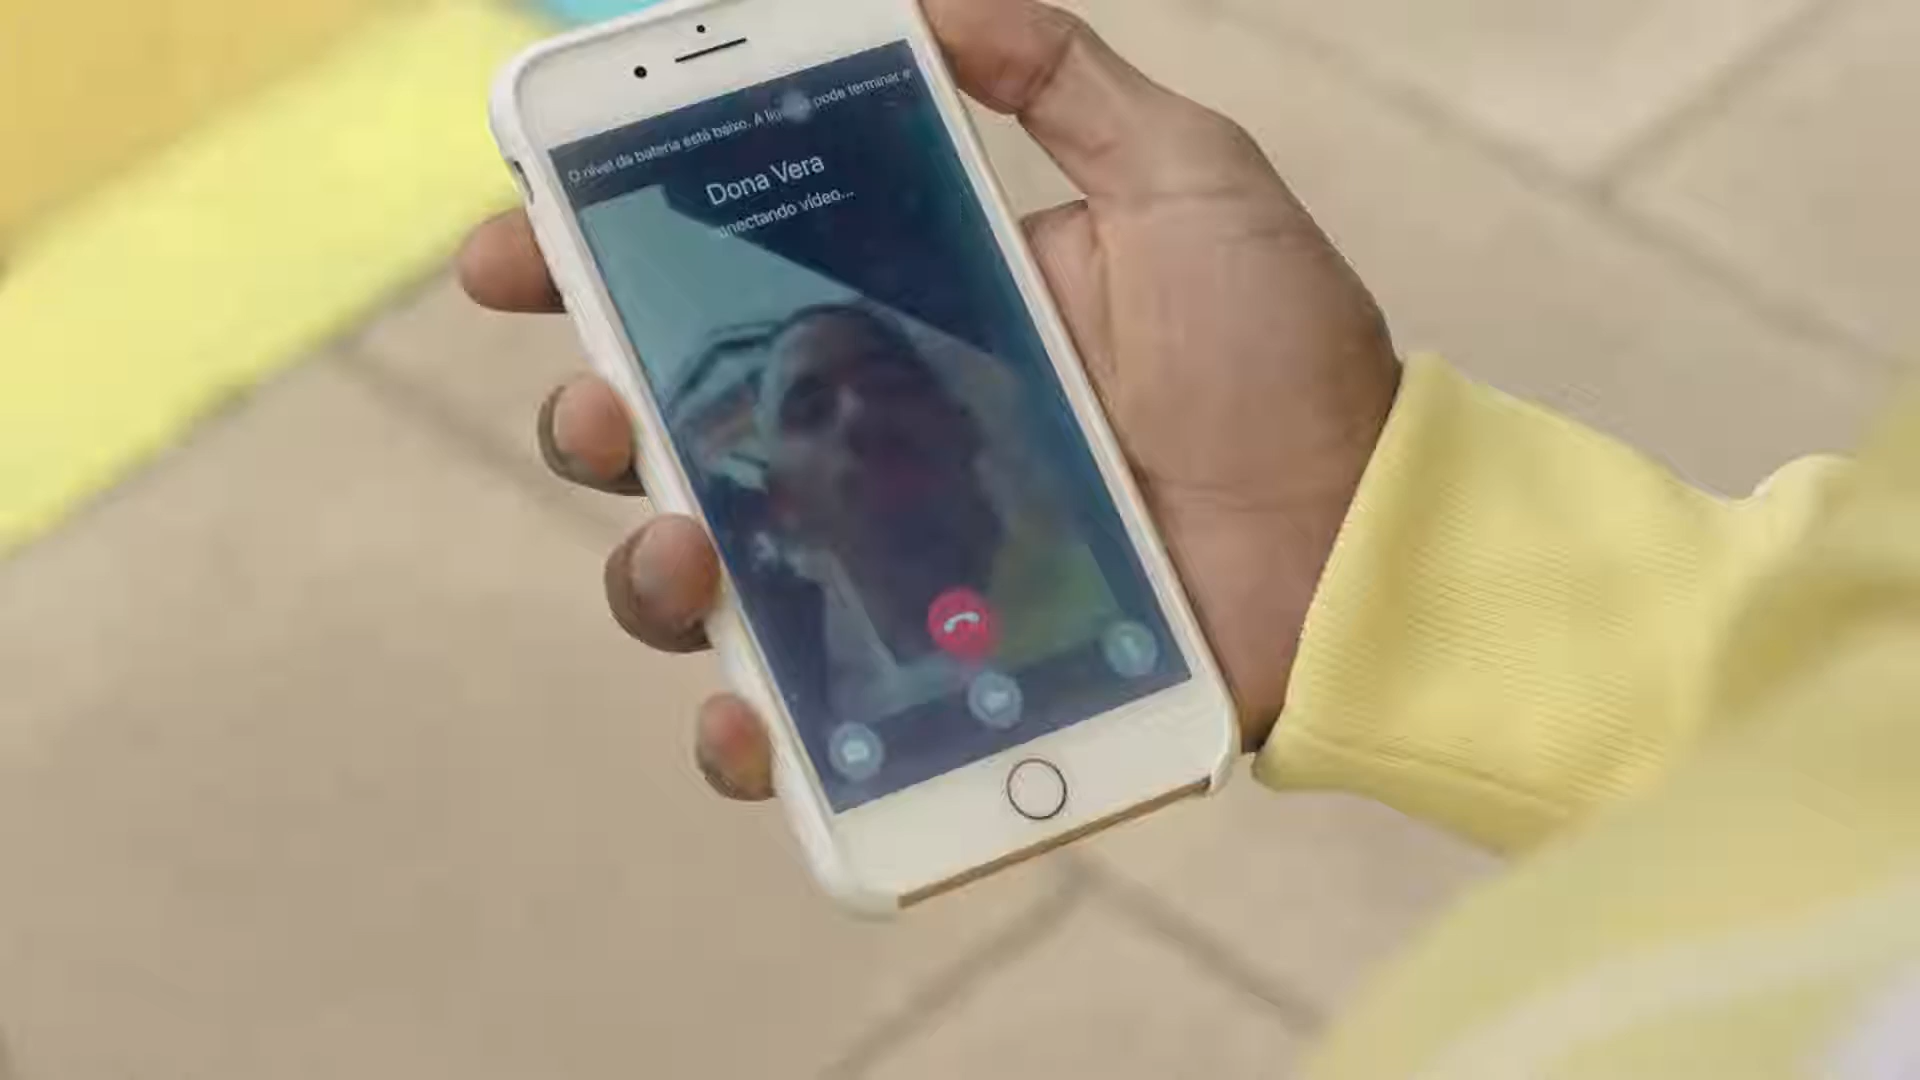 O nível da bateria está baixo. A pode terminar
Dona Vera
vídeo...